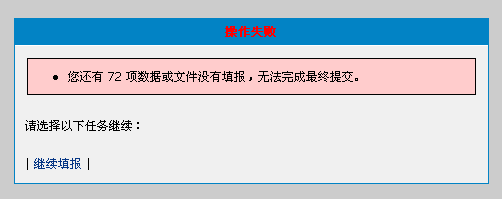 操作失败
• 您还有 72 项数据或文件没有填报，无法完成最终提交。
请选择以下任务继续：
| 继续填报 |